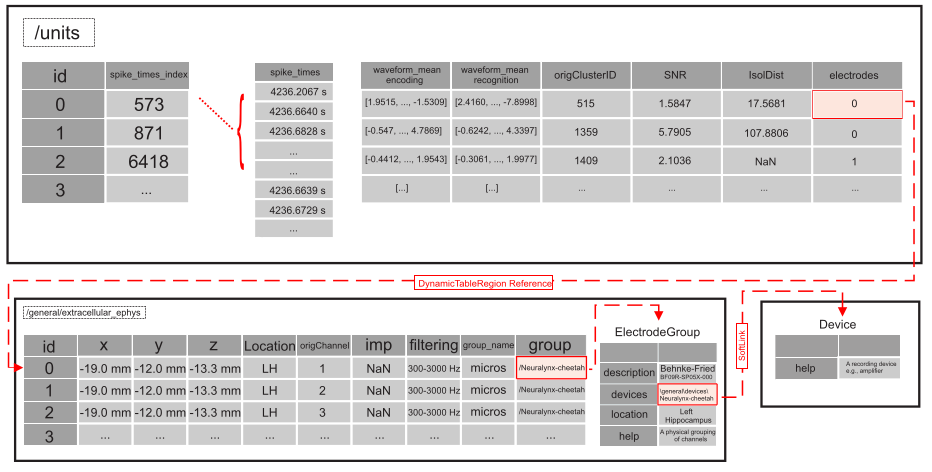 /units
id spike_times_index
0 573
1 871
2 6418
3 ...
spike_times
4236.2067 s
4236.6640 s
4236.6828 s
...
...
4236.6639 s
4236.6729 s
...
waveform_mean
encoding
waveform_mean
recognition
origClusterID SNR IsolDist electrodes
[1.9515, ..., -1.5309] [2.4160, ..., -7.8998] 515 1.5847 17.5681 0
[-0.547, ..., 4.7869] [-0.6242, ..., 4.3397] 1359 5.7905 107.8806 0
[-0.4412, ..., 1.9543] [-0.3061, ..., 1.9977] 1409 2.1036 NaN 1
[...] [...] ... ... ... ...
DynamicTableRegion Reference
/general/extracellular_ephys
id x y z Location origChannel imp filtering group_name group
0 -19.0 mm -12.0 mm -13.3 mm LH 1 NaN 300-3000 Hz micros /Neuralynx-cheetah
1 -19.0 mm -12.0 mm -13.3 mm LH 2 NaN 300-3000 Hz micros /Neuralynx-cheetah
2 -19.0 mm -12.0 mm -13.3 mm LH 3 NaN 300-3000 Hz micros /Neuralynx-cheetah
3 ... ... ... ... ... ... ... ... ...
ElectrodeGroup
description Behnke-Fried
BF09R-SP05X-000
devices \general\devices\
Neuralynx-cheetah
location Left
Hippocampus
help A physical grouping
of channels
SoftLink
Device
help A recording device
e.g., amplifier